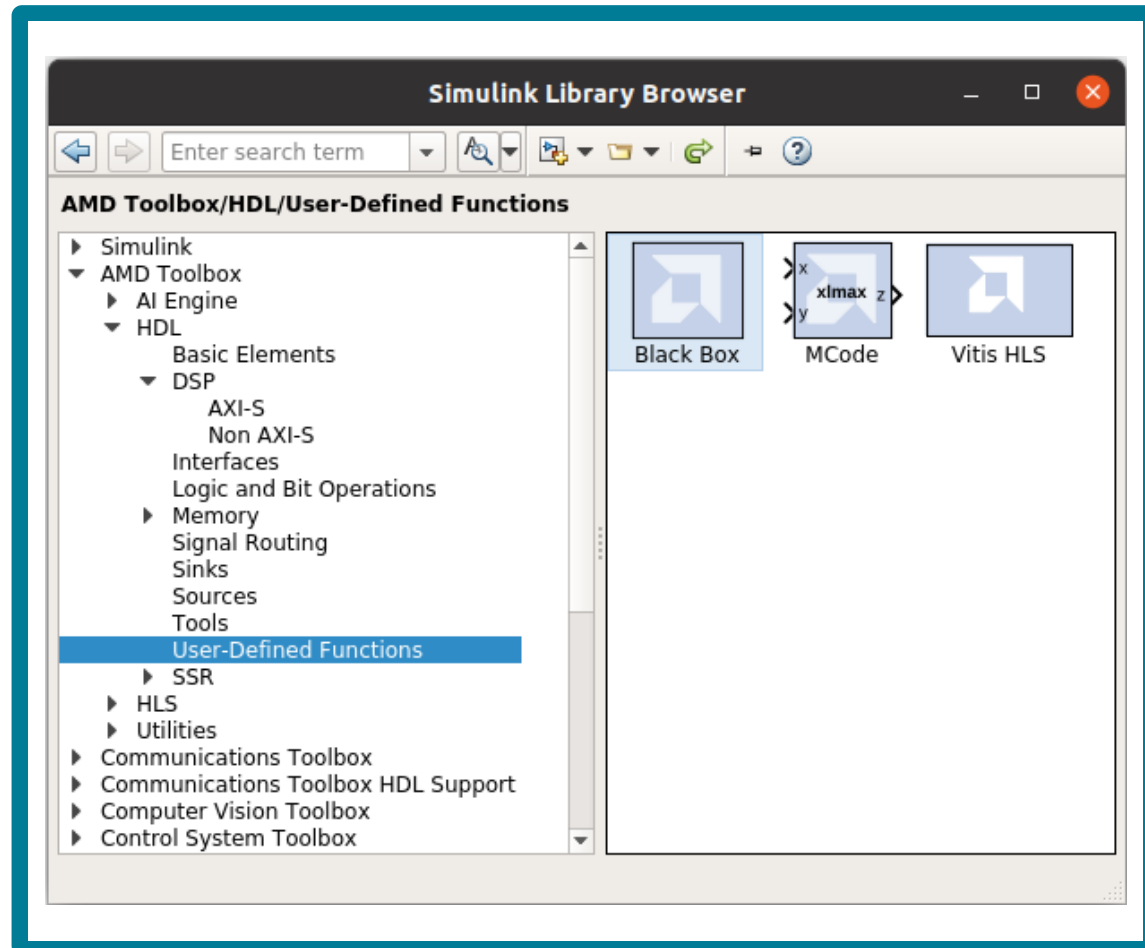 Simulink Library Browser
Enter search term
AMD Toolbox/HDL/User-Defined Functions
Simulink
AMD Toolbox
AI Engine
HDL
Basic Elements
DSP
AXI-S
Non AXI-S
Interfaces
Logic and Bit Operations
Memory
Signal Routing
Sinks
Sources
Tools
User-Defined Functions
SSR
HLS
Utilities
Communications Toolbox
Communications Toolbox HDL Support
Computer Vision Toolbox
Control System Toolbox
x
xlmax z
y
Black Box MCode Vitis HLS